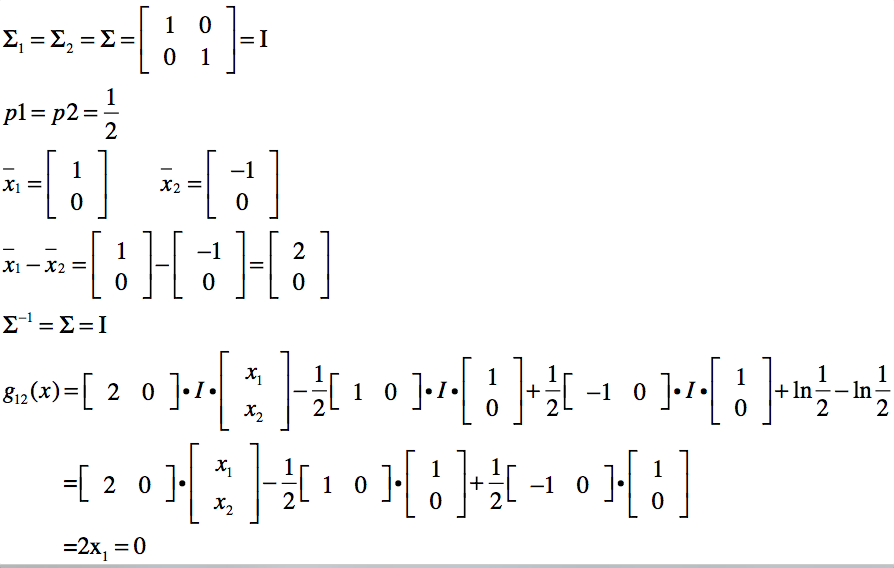 Σ₁ = Σ₂ = Σ = [ 1 0 ; 0 1 ] = I
p1 = p2 = 1/2
x̄₁ = [ 1 ; 0 ]   x̄₂ = [ −1 ; 0 ]
x̄₁ − x̄₂ = [ 1 ; 0 ] − [ −1 ; 0 ] = [ 2 ; 0 ]
Σ⁻¹ = Σ = I
g₁₂(x) = [ 2 0 ] • I • [ x₁ ; x₂ ] − 1/2 [ 1 0 ] • I • [ 1 ; 0 ] + 1/2 [ −1 0 ] • I • [ 1 ; 0 ] + ln 1/2 − ln 1/2
= [ 2 0 ] • [ x₁ ; x₂ ] − 1/2 [ 1 0 ] • [ 1 ; 0 ] + 1/2 [ −1 0 ] • [ 1 ; 0 ]
= 2x₁ = 0